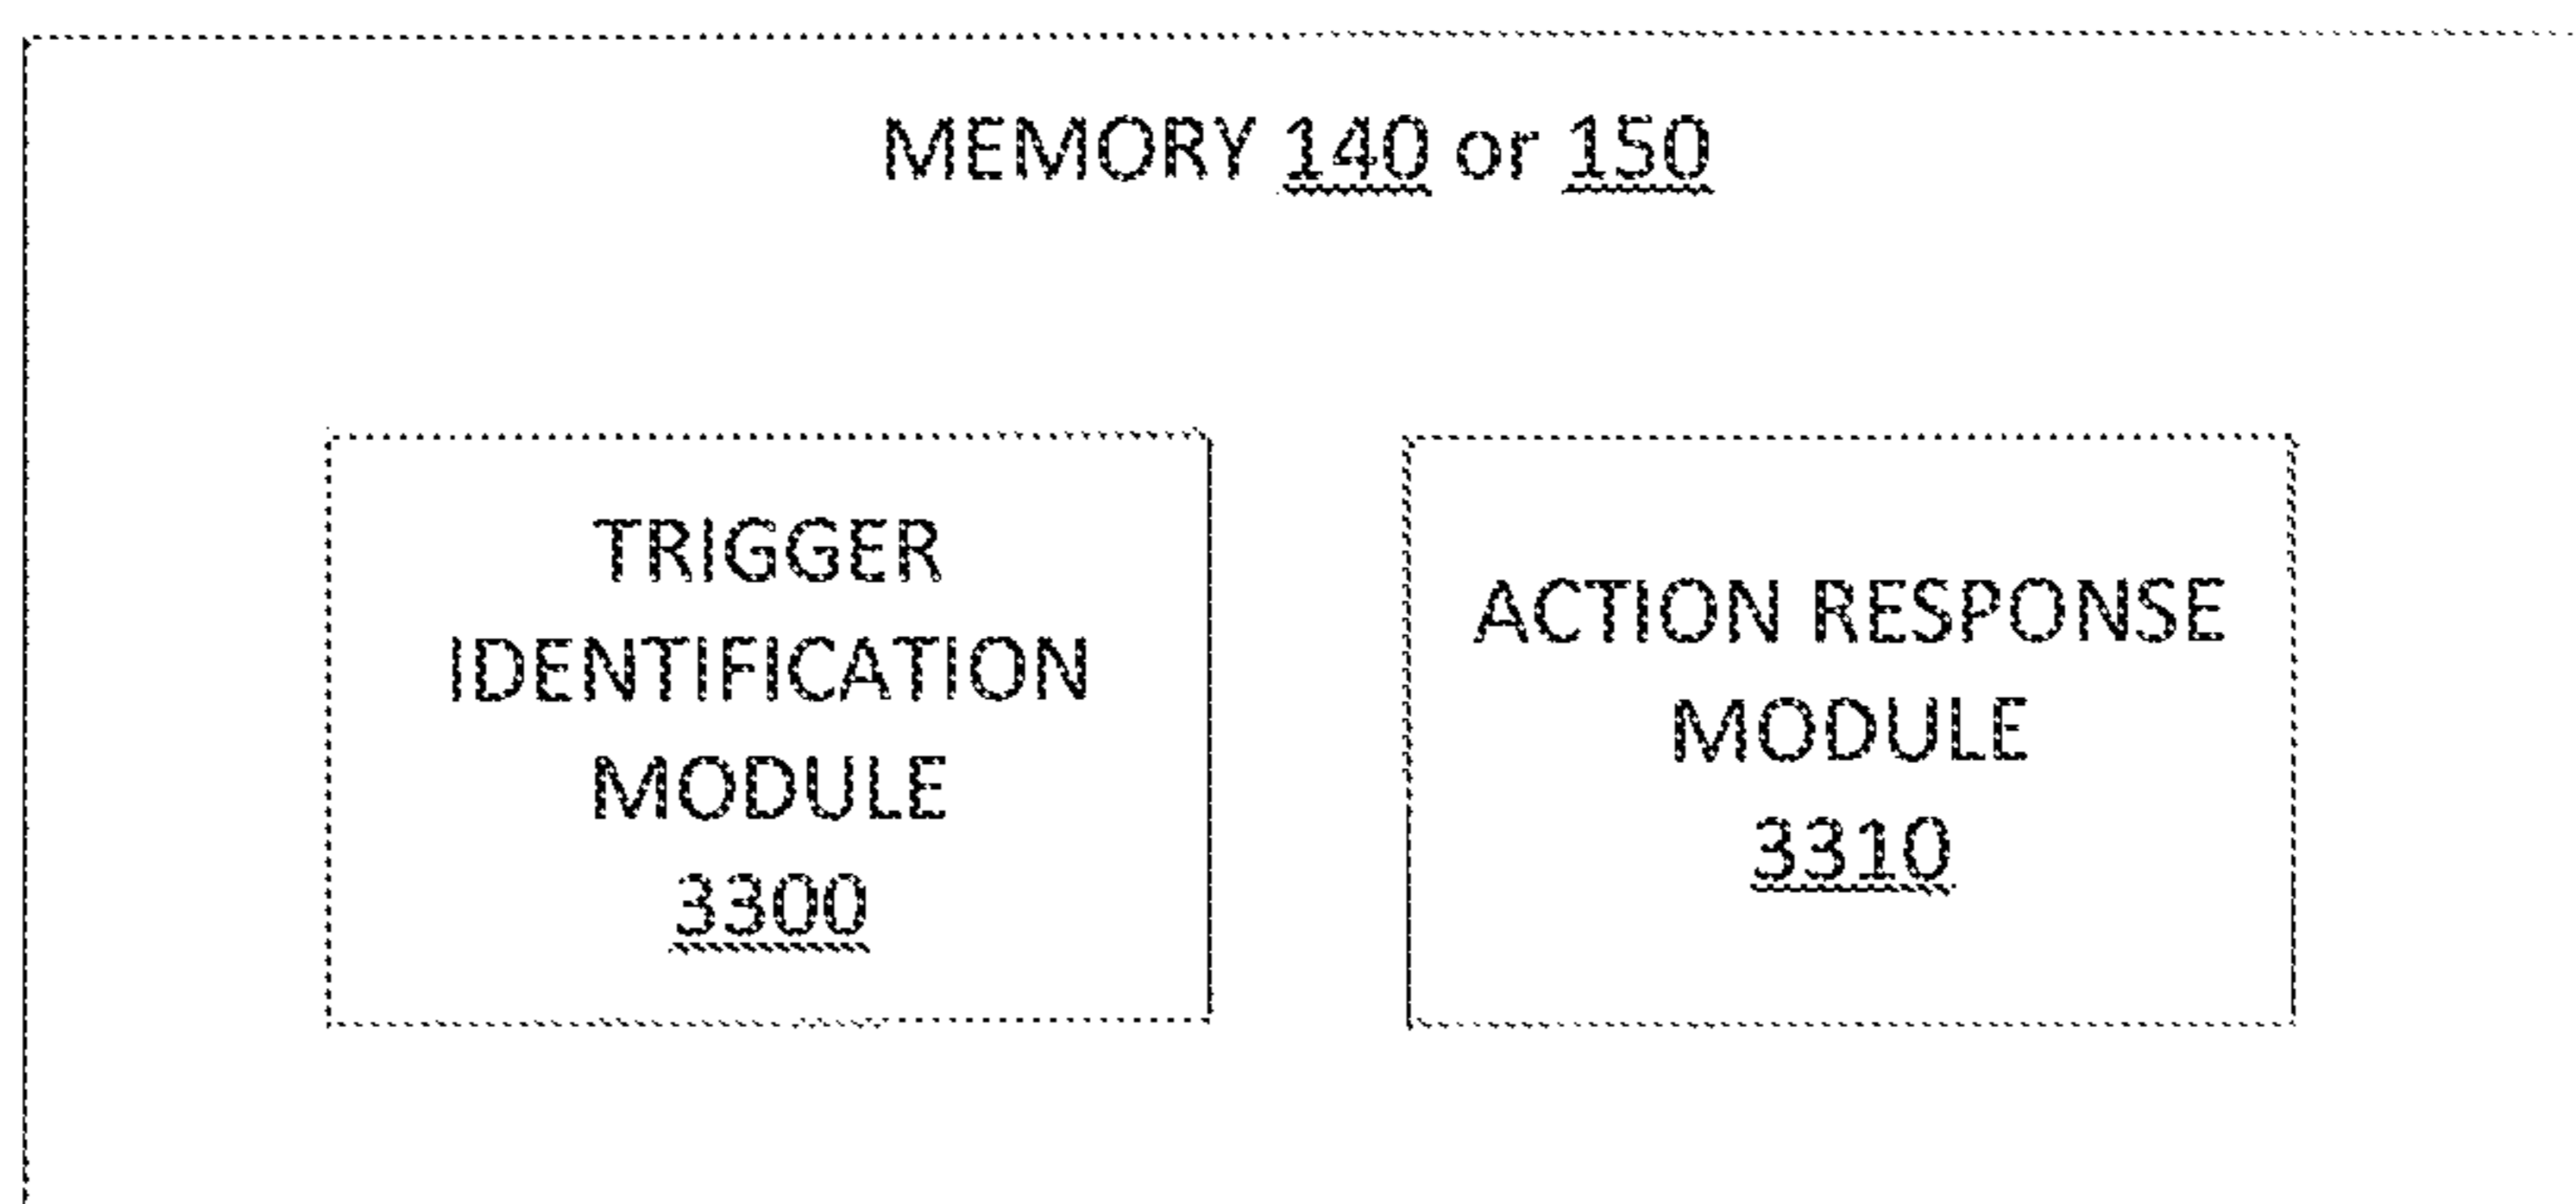 MEMORY 140 or 150
TRIGGER
IDENTIFICATION
MODULE
3300
ACTION RESPONSE
MODULE
3310